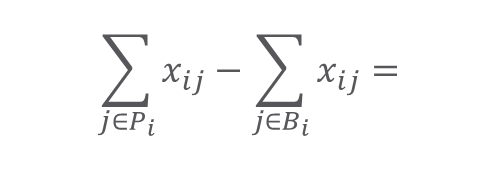 ∑_{j∈P_i} x_{ij} − ∑_{j∈B_i} x_{ij} =